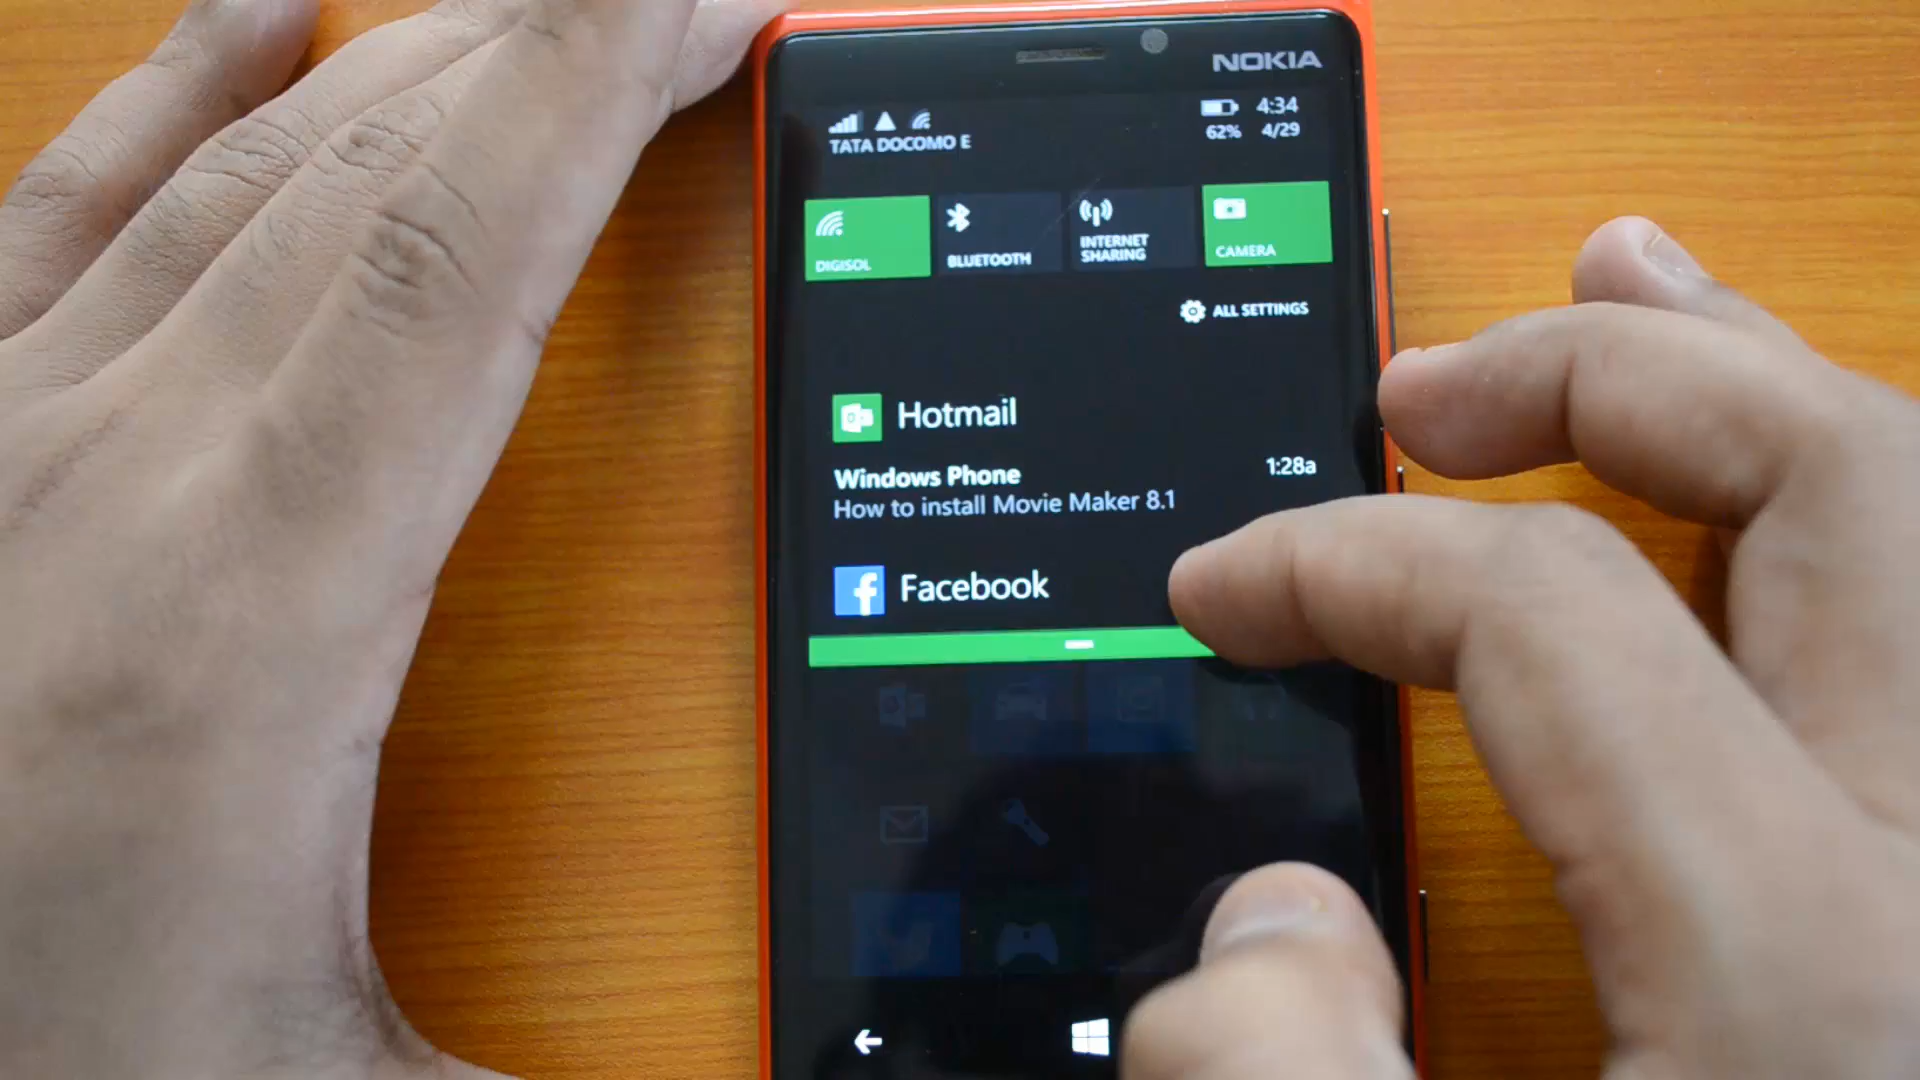 NOKIA
4:34
62% 4/29
TATA DOCOMO E
DIGISOL
BLUETOOTH
INTERNET
SHARING
CAMERA
ALL SETTINGS
Hotmail
Windows Phone 1:28a
How to install Movie Maker 8.1
Facebook